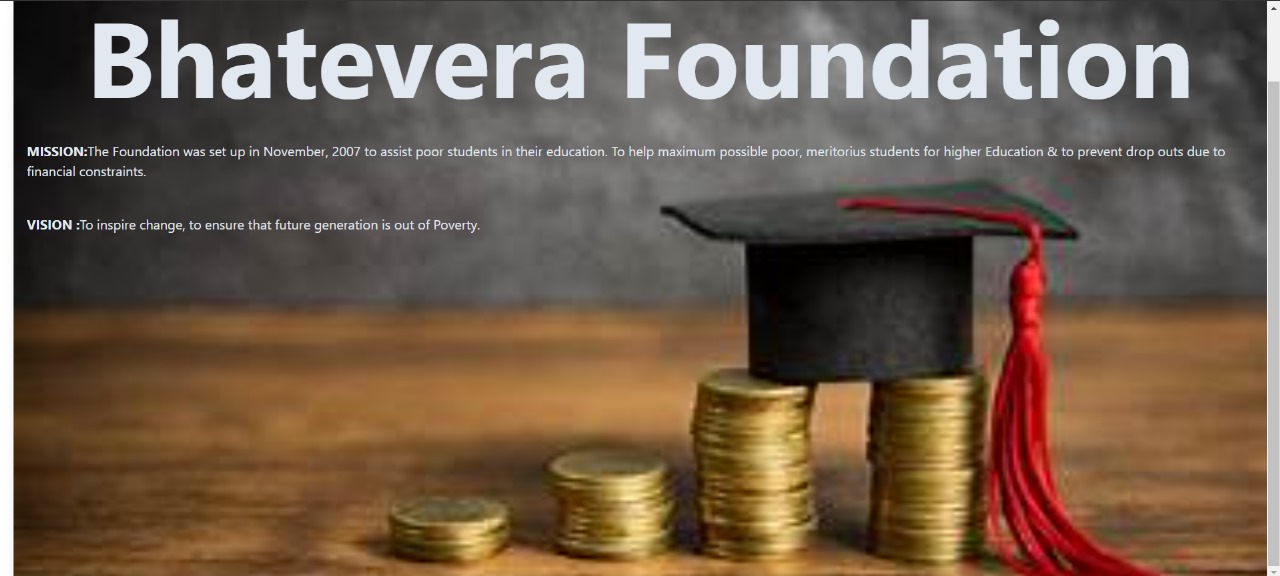 Bhatevera Foundation
MISSION:The Foundation was set up in November, 2007 to assist poor students in their education. To help maximum possible poor, meritorius students for higher Education & to prevent drop outs due to
financial constraints.
VISION :To inspire change, to ensure that future generation is out of Poverty.